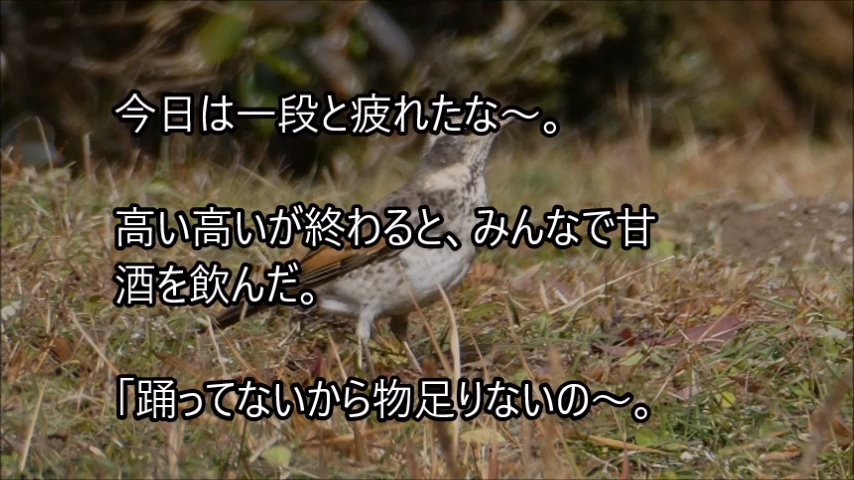 今日は一段と疲れたな～。
高い高いが終わると、みんなで甘
酒を飲んだ。
「踊ってないから物足りないの～。